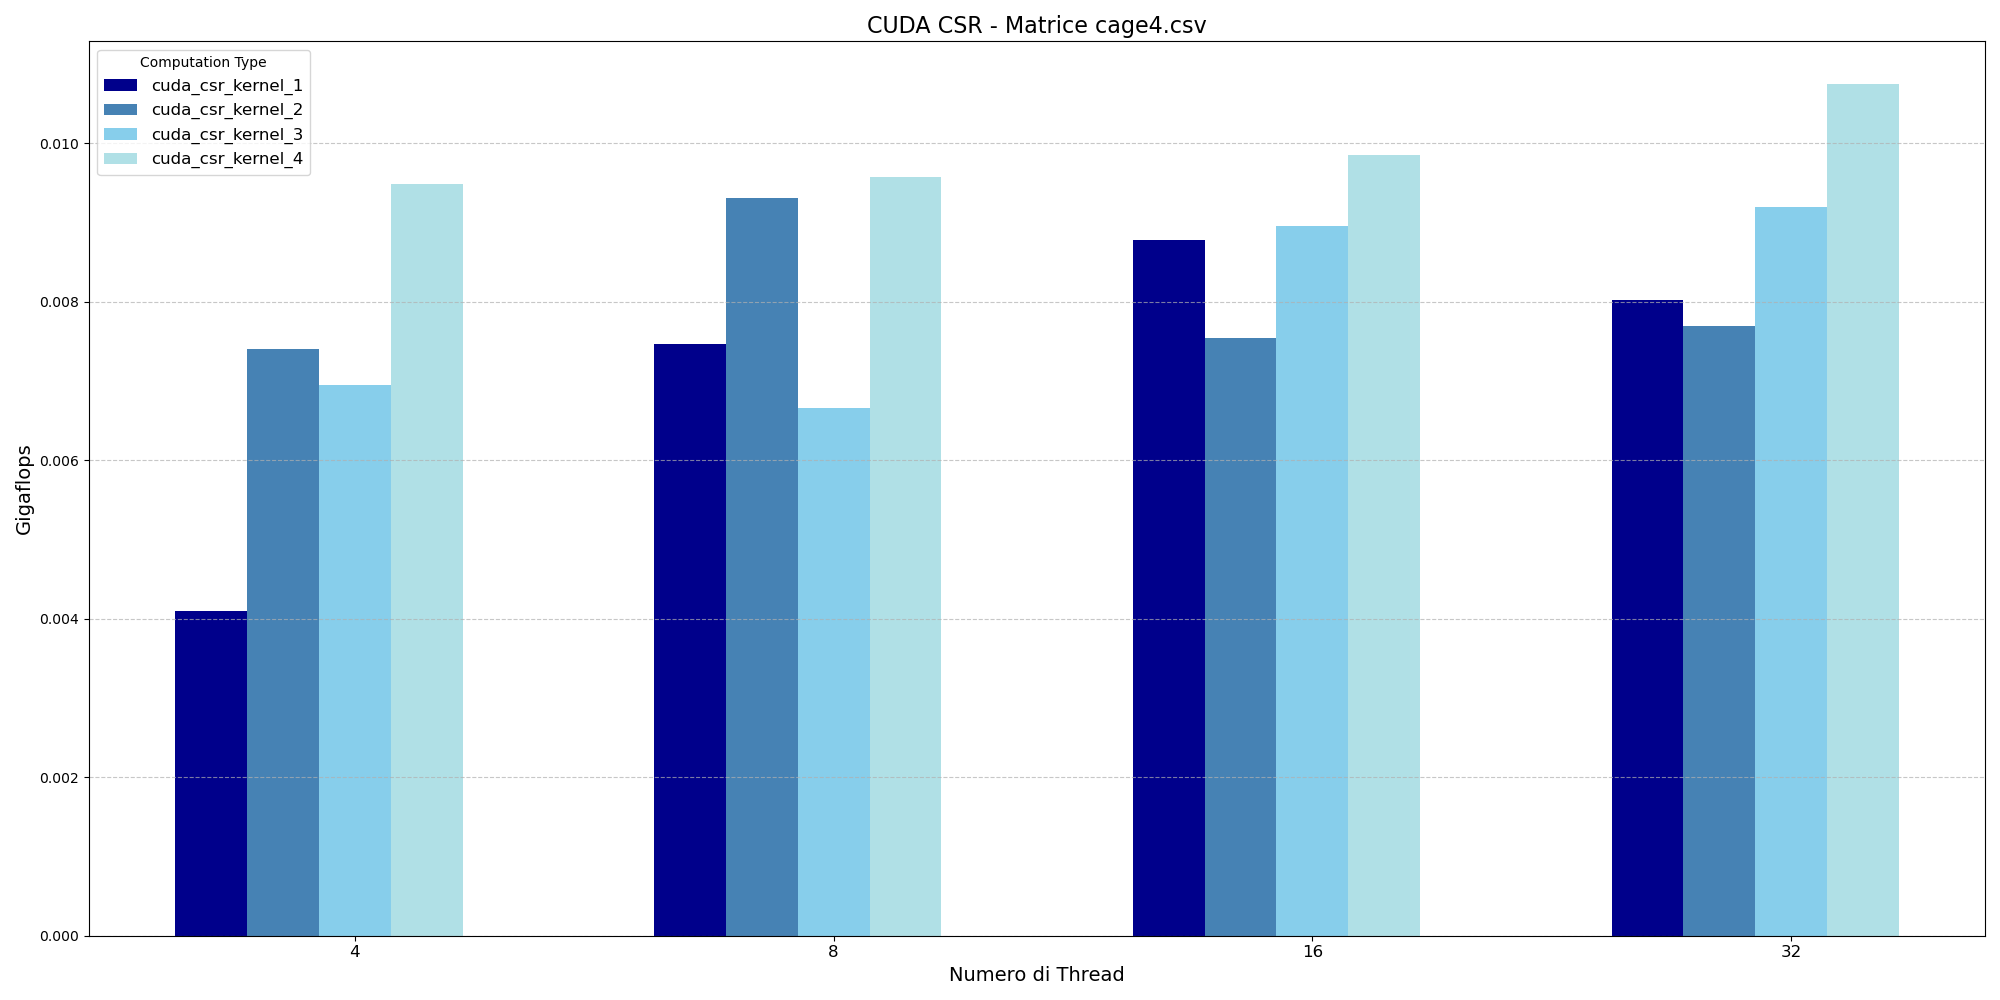 CUDA CSR - Matrice cage4.csv
Computation Type
cuda_csr_kernel_1
cuda_csr_kernel_2
cuda_csr_kernel_3
cuda_csr_kernel_4
Gigaflops
0.010
0.008
0.006
0.004
0.002
0.000
4 8 16 32
Numero di Thread